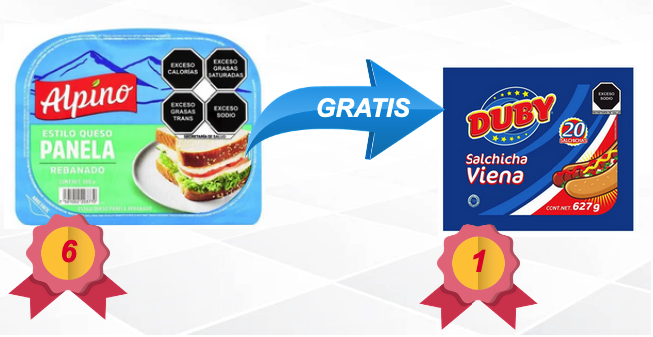 EXCESO
CALORÍAS
EXCESO
GRASAS
SATURADAS
EXCESO
GRASAS
TRANS
EXCESO
SODIO
SECRETARÍA DE SALUD
Alpino
ESTILO QUESO
PANELA
REBANADO
GRATIS
EXCESO
SODIO
DUBY
20
SALCHICHAS
Salchicha
Viena
CONT. NET. 627g
6
1